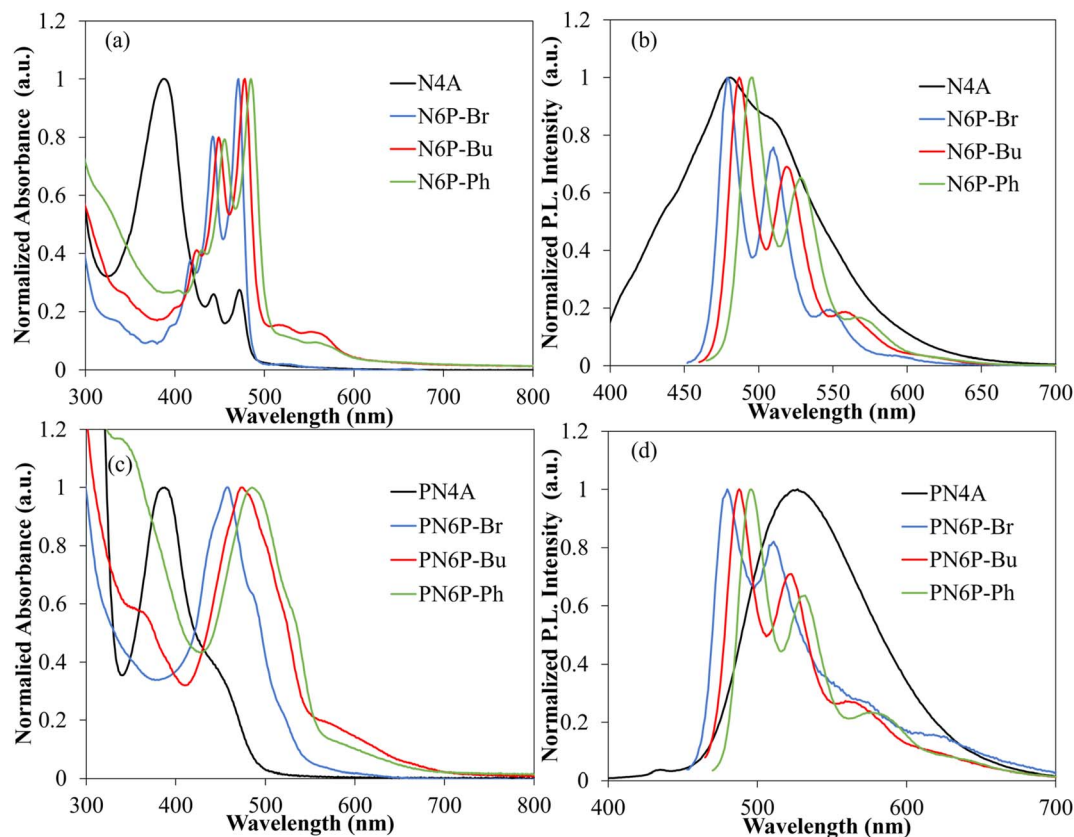 (a)
Normalized Absorbance (a.u.)
1.2
1
0.8
0.6
0.4
0.2
0
300 400 500 600 700 800
Wavelength (nm)
N4A
N6P-Br
N6P-Bu
N6P-Ph
(b)
Normalized P.L. Intensity (a.u.)
1.2
1
0.8
0.6
0.4
0.2
0
400 450 500 550 600 650 700
Wavelength (nm)
N4A
N6P-Br
N6P-Bu
N6P-Ph
(c)
Normalied Absorbance (a.u.)
1.2
1
0.8
0.6
0.4
0.2
0
300 400 500 600 700 800
Wavelength (nm)
PN4A
PN6P-Br
PN6P-Bu
PN6P-Ph
(d)
Normalized P.L. Intensity (a.u.)
1.2
1
0.8
0.6
0.4
0.2
0
400 500 600 700
Wavelength (nm)
PN4A
PN6P-Br
PN6P-Bu
PN6P-Ph